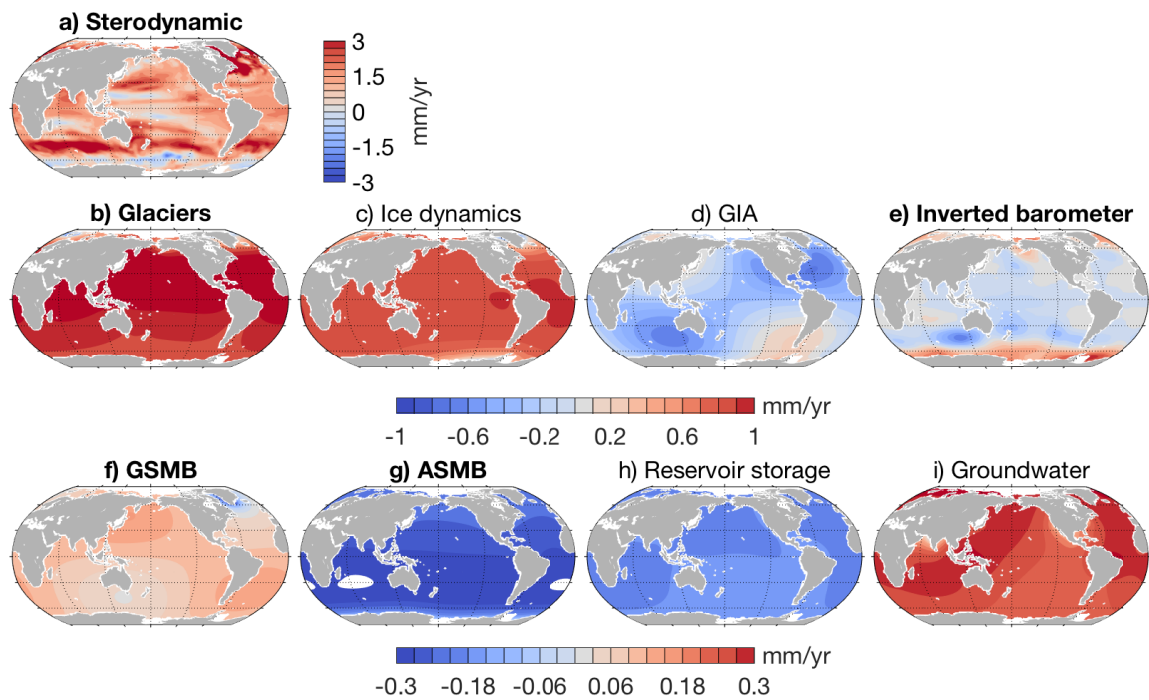 a) Sterodynamic
3
1.5
0
-1.5
-3
mm/yr
b) Glaciers
c) Ice dynamics
d) GIA
e) Inverted barometer
-1 -0.6 -0.2 0.2 0.6 1 mm/yr
f) GSMB
g) ASMB
h) Reservoir storage
i) Groundwater
-0.3 -0.18 -0.06 0.06 0.18 0.3 mm/yr